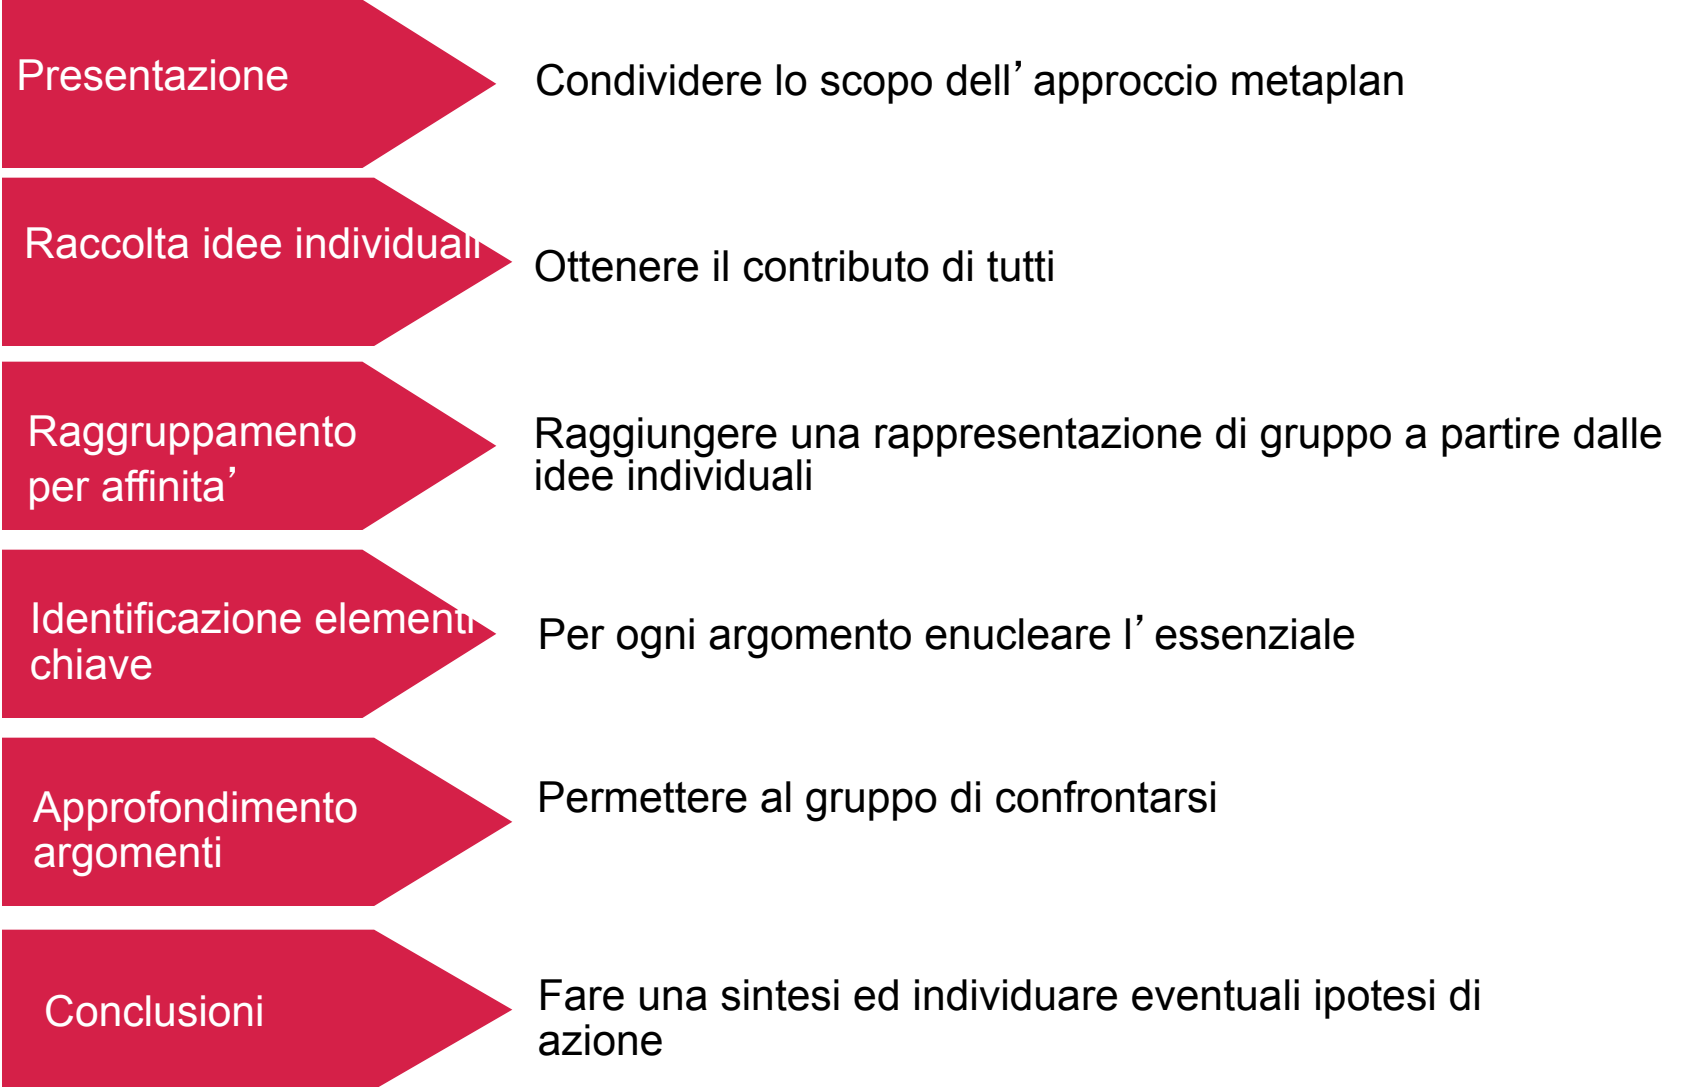 Presentazione
Condividere lo scopo dell’approccio metaplan
Raccolta idee individuali
Ottenere il contributo di tutti
Raggruppamento
per affinita’
Raggiungere una rappresentazione di gruppo a partire dalle
idee individuali
Identificazione elementi
chiave
Per ogni argomento enucleare l’essenziale
Approfondimento
argomenti
Permettere al gruppo di confrontarsi
Conclusioni
Fare una sintesi ed individuare eventuali ipotesi di
azione